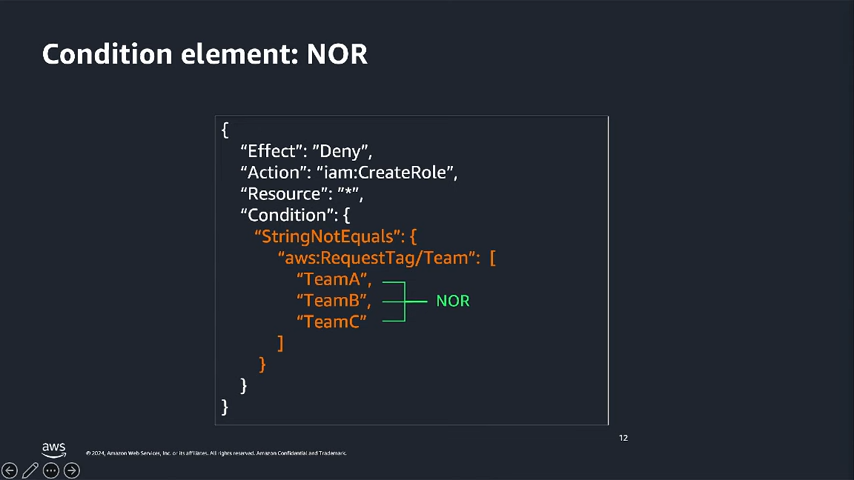 Condition element: NOR
{
“Effect”: “Deny”,
“Action”: “iam:CreateRole”,
“Resource”: “*”,
“Condition”: {
“StringNotEquals”: {
“aws:RequestTag/Team”: [
“TeamA”,
“TeamB”, NOR
“TeamC”
]
}
}
}
12
aws
© 2024, Amazon Web Services, Inc. or its affiliates. All rights reserved. Amazon Confidential and Trademark.